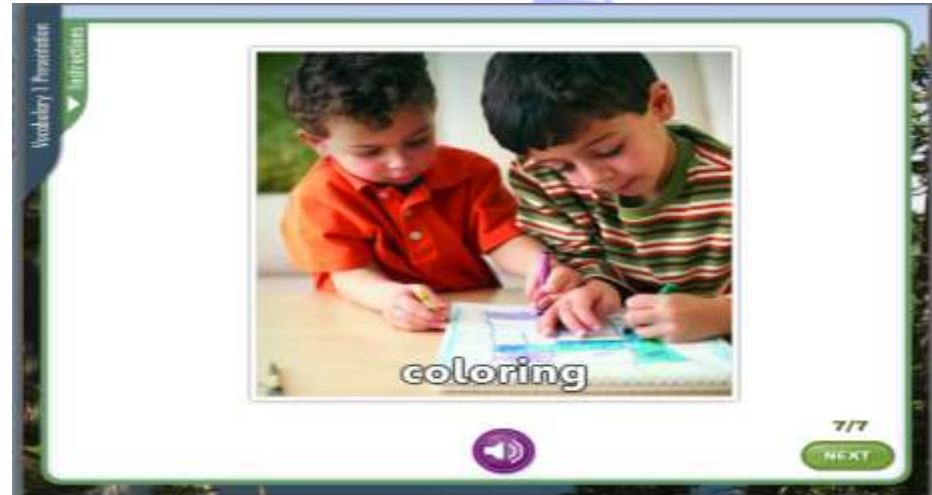 Vocabulary 1 Presentation
▼ Instructions
coloring
7/7
NEXT